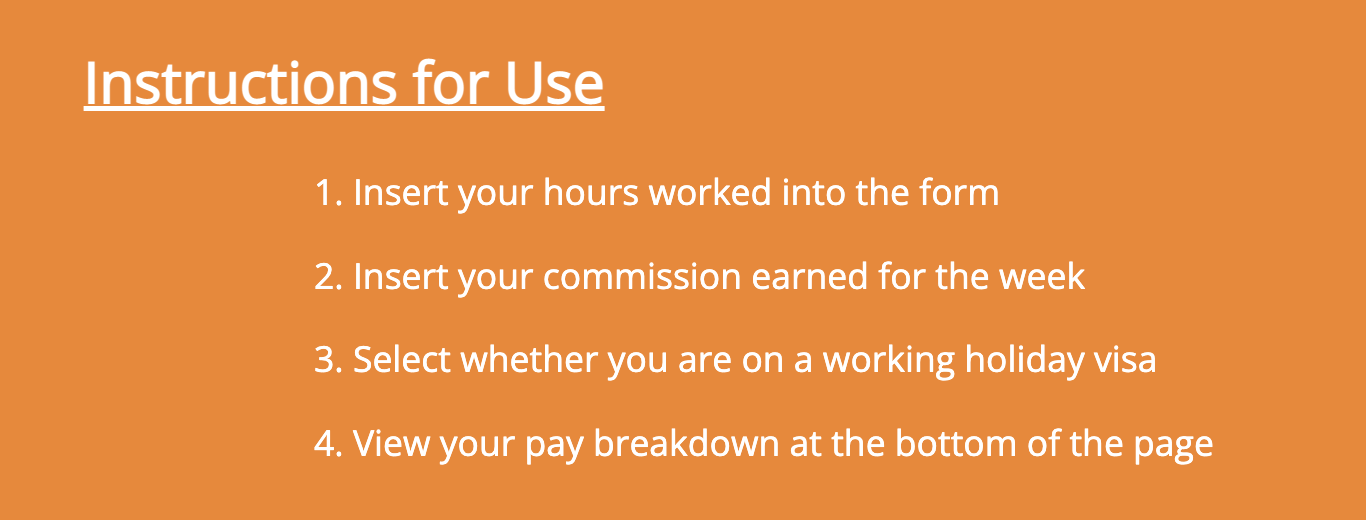 Instructions for Use
1. Insert your hours worked into the form
2. Insert your commission earned for the week
3. Select whether you are on a working holiday visa
4. View your pay breakdown at the bottom of the page